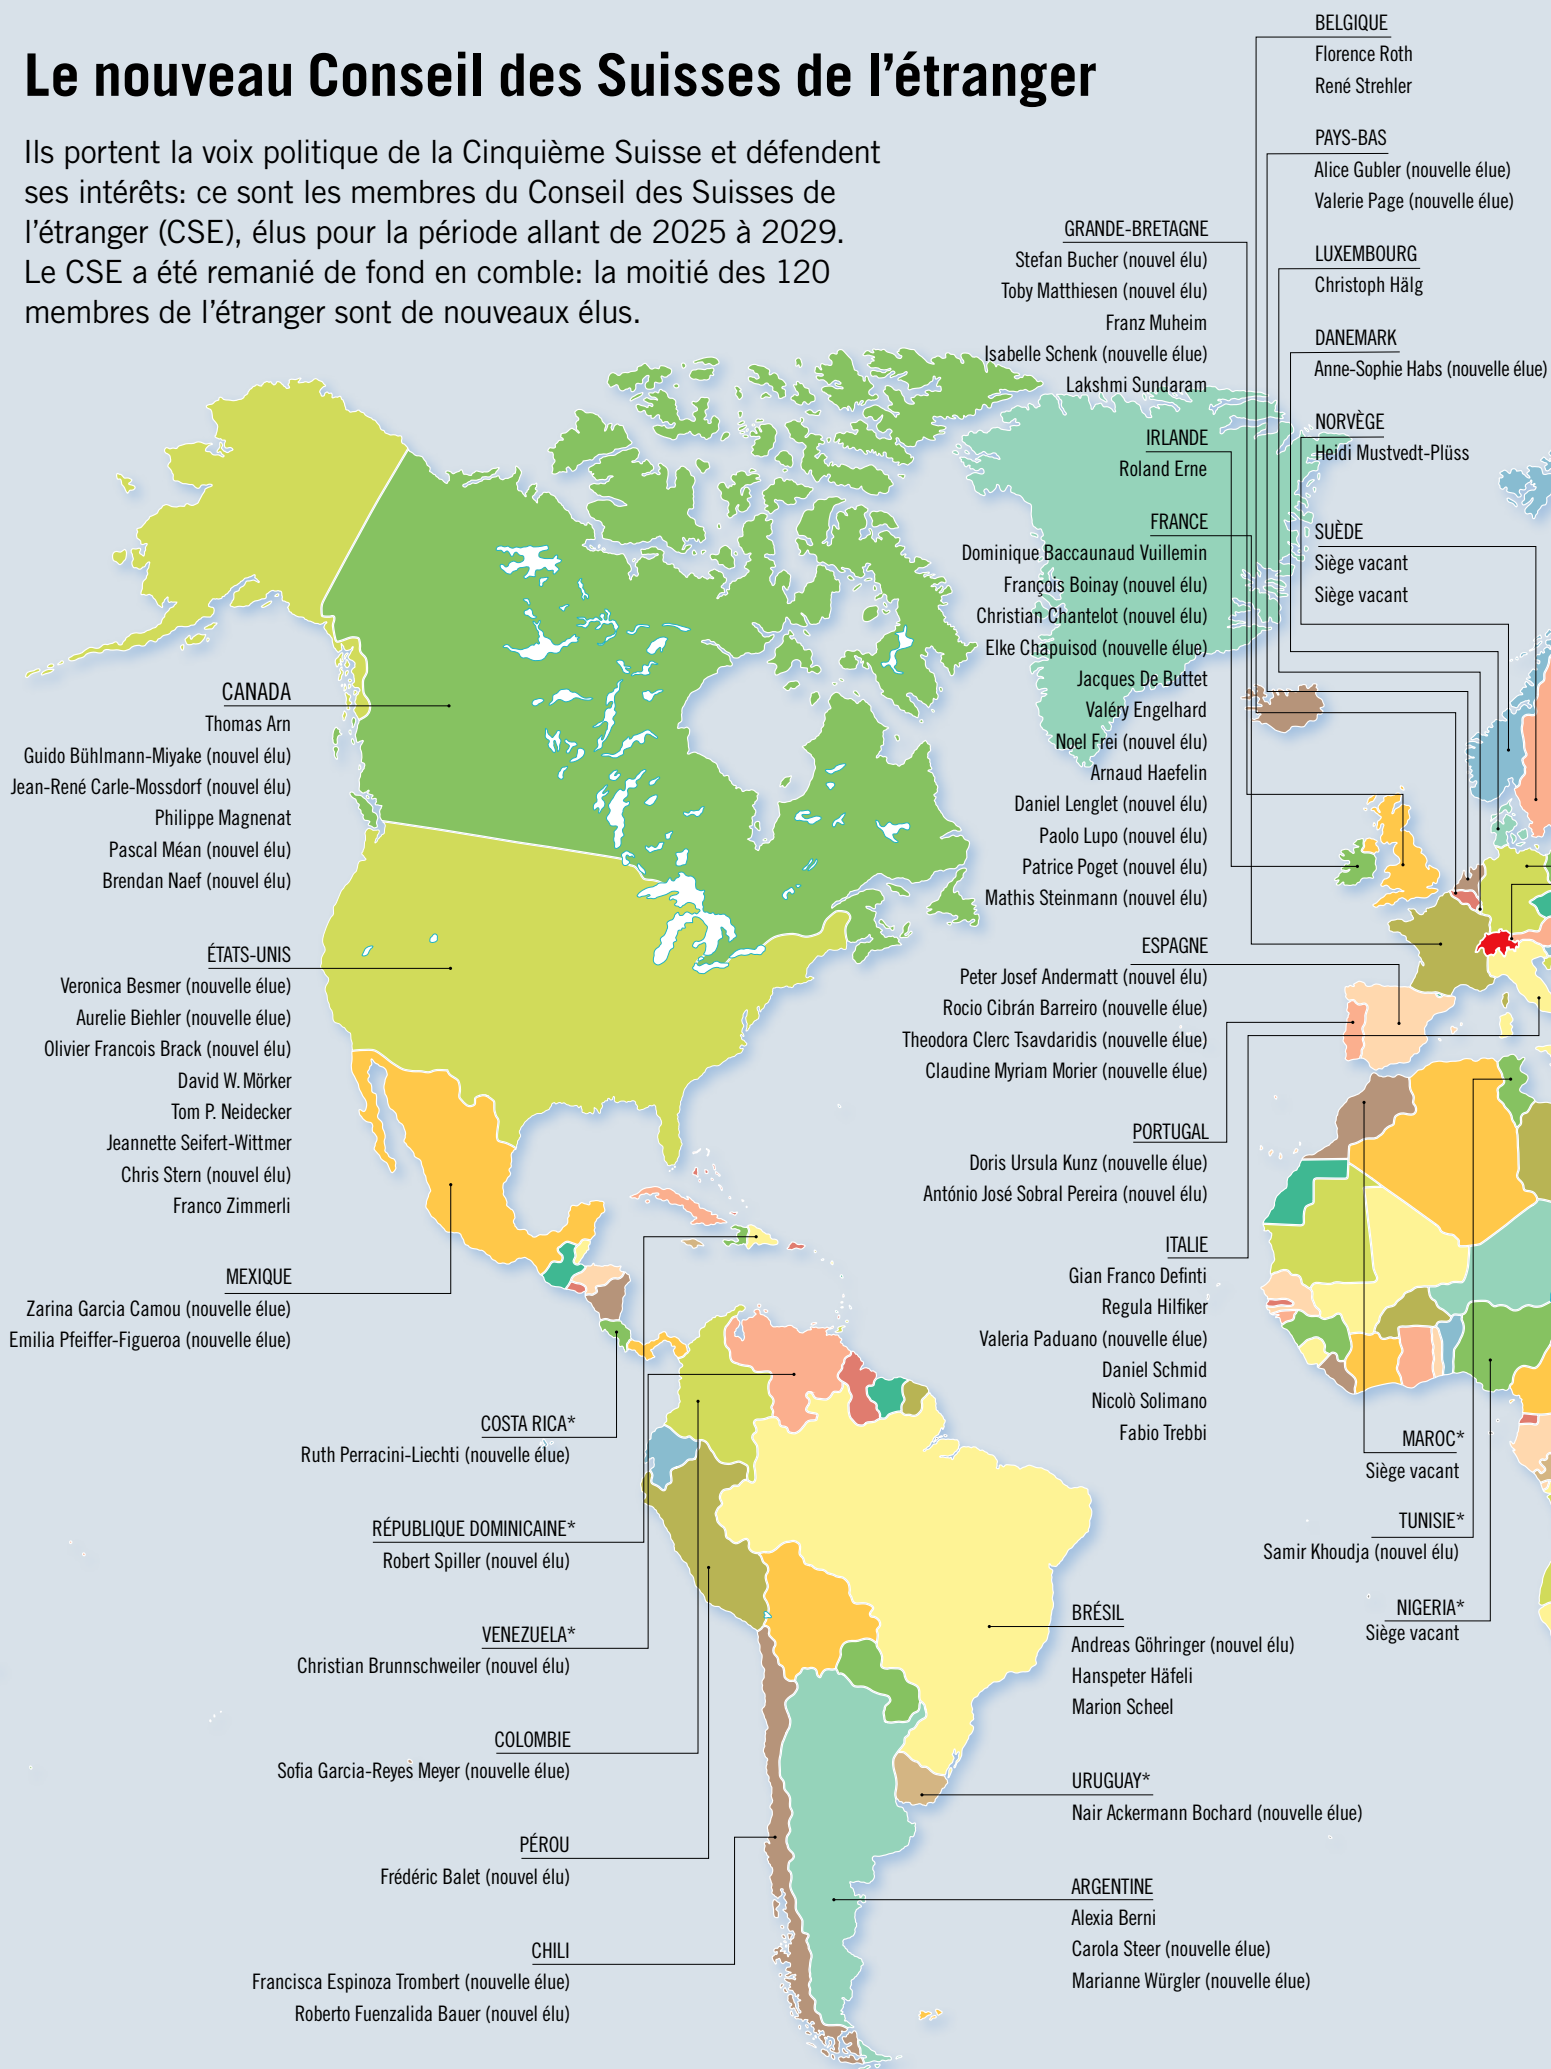 Le nouveau Conseil des Suisses de l’étranger
Ils portent la voix politique de la Cinquième Suisse et défendent
ses intérêts: ce sont les membres du Conseil des Suisses de
l’étranger (CSE), élus pour la période allant de 2025 à 2029.
Le CSE a été remanié de fond en comble: la moitié des 120
membres de l’étranger sont de nouveaux élus.
CANADA
Thomas Arn
Guido Bühlmann-Miyake (nouvel élu)
Jean-René Carle-Mossdorf (nouvel élu)
Philippe Magnenat
Pascal Méan (nouvel élu)
Brendan Naef (nouvel élu)
ÉTATS-UNIS
Veronica Besmer (nouvelle élue)
Aurelie Biehler (nouvelle élue)
Olivier Francois Brack (nouvel élu)
David W. Mörker
Tom P. Neidecker
Jeannette Seifert-Wittmer
Chris Stern (nouvel élu)
Franco Zimmerli
MEXIQUE
Zarina Garcia Camou (nouvelle élue)
Emilia Pfeiffer-Figueroa (nouvelle élue)
COSTA RICA*
Ruth Perracini-Liechti (nouvelle élue)
RÉPUBLIQUE DOMINICAINE*
Robert Spiller (nouvel élu)
VENEZUELA*
Christian Brunnschweiler (nouvel élu)
COLOMBIE
Sofia Garcia-Reyes Meyer (nouvelle élue)
PÉROU
Frédéric Balet (nouvel élu)
CHILI
Francisca Espinoza Trombert (nouvelle élue)
Roberto Fuenzalida Bauer (nouvel élu)
GRANDE-BRETAGNE
Stefan Bucher (nouvel élu)
Toby Matthiesen (nouvel élu)
Franz Muheim
Isabelle Schenk (nouvelle élue)
Lakshmi Sundaram
IRLANDE
Roland Erne
FRANCE
Dominique Baccaunaud Vuillemin
François Boinay (nouvel élu)
Christian Chantelot (nouvel élu)
Elke Chapuisod (nouvelle élue)
Jacques De Buttet
Valéry Engelhard
Noel Frei (nouvel élu)
Arnaud Haefelin
Daniel Lenglet (nouvel élu)
Paolo Lupo (nouvel élu)
Patrice Poget (nouvel élu)
Mathis Steinmann (nouvel élu)
ESPAGNE
Peter Josef Andermatt (nouvel élu)
Rocio Cibrán Barreiro (nouvelle élue)
Theodora Clerc Tsavdaridis (nouvelle élue)
Claudine Myriam Morier (nouvelle élue)
PORTUGAL
Doris Ursula Kunz (nouvelle élue)
António José Sobral Pereira (nouvel élu)
ITALIE
Gian Franco Definti
Regula Hilfiker
Valeria Paduano (nouvelle élue)
Daniel Schmid
Nicolò Solimano
Fabio Trebbi
BRÉSIL
Andreas Göhringer (nouvel élu)
Hanspeter Häfeli
Marion Scheel
URUGUAY*
Nair Ackermann Bochard (nouvelle élue)
ARGENTINE
Alexia Berni
Carola Steer (nouvelle élue)
Marianne Würgler (nouvelle élue)
BELGIQUE
Florence Roth
René Strehler
PAYS-BAS
Alice Gubler (nouvelle élue)
Valerie Page (nouvelle élue)
LUXEMBOURG
Christoph Hälg
DANEMARK
Anne-Sophie Habs (nouvelle élue)
NORVÈGE
Heidi Mustvedt-Plüss
SUÈDE
Siège vacant
Siège vacant
MAROC*
Siège vacant
TUNISIE*
Samir Khoudja (nouvel élu)
NIGERIA*
Siège vacant